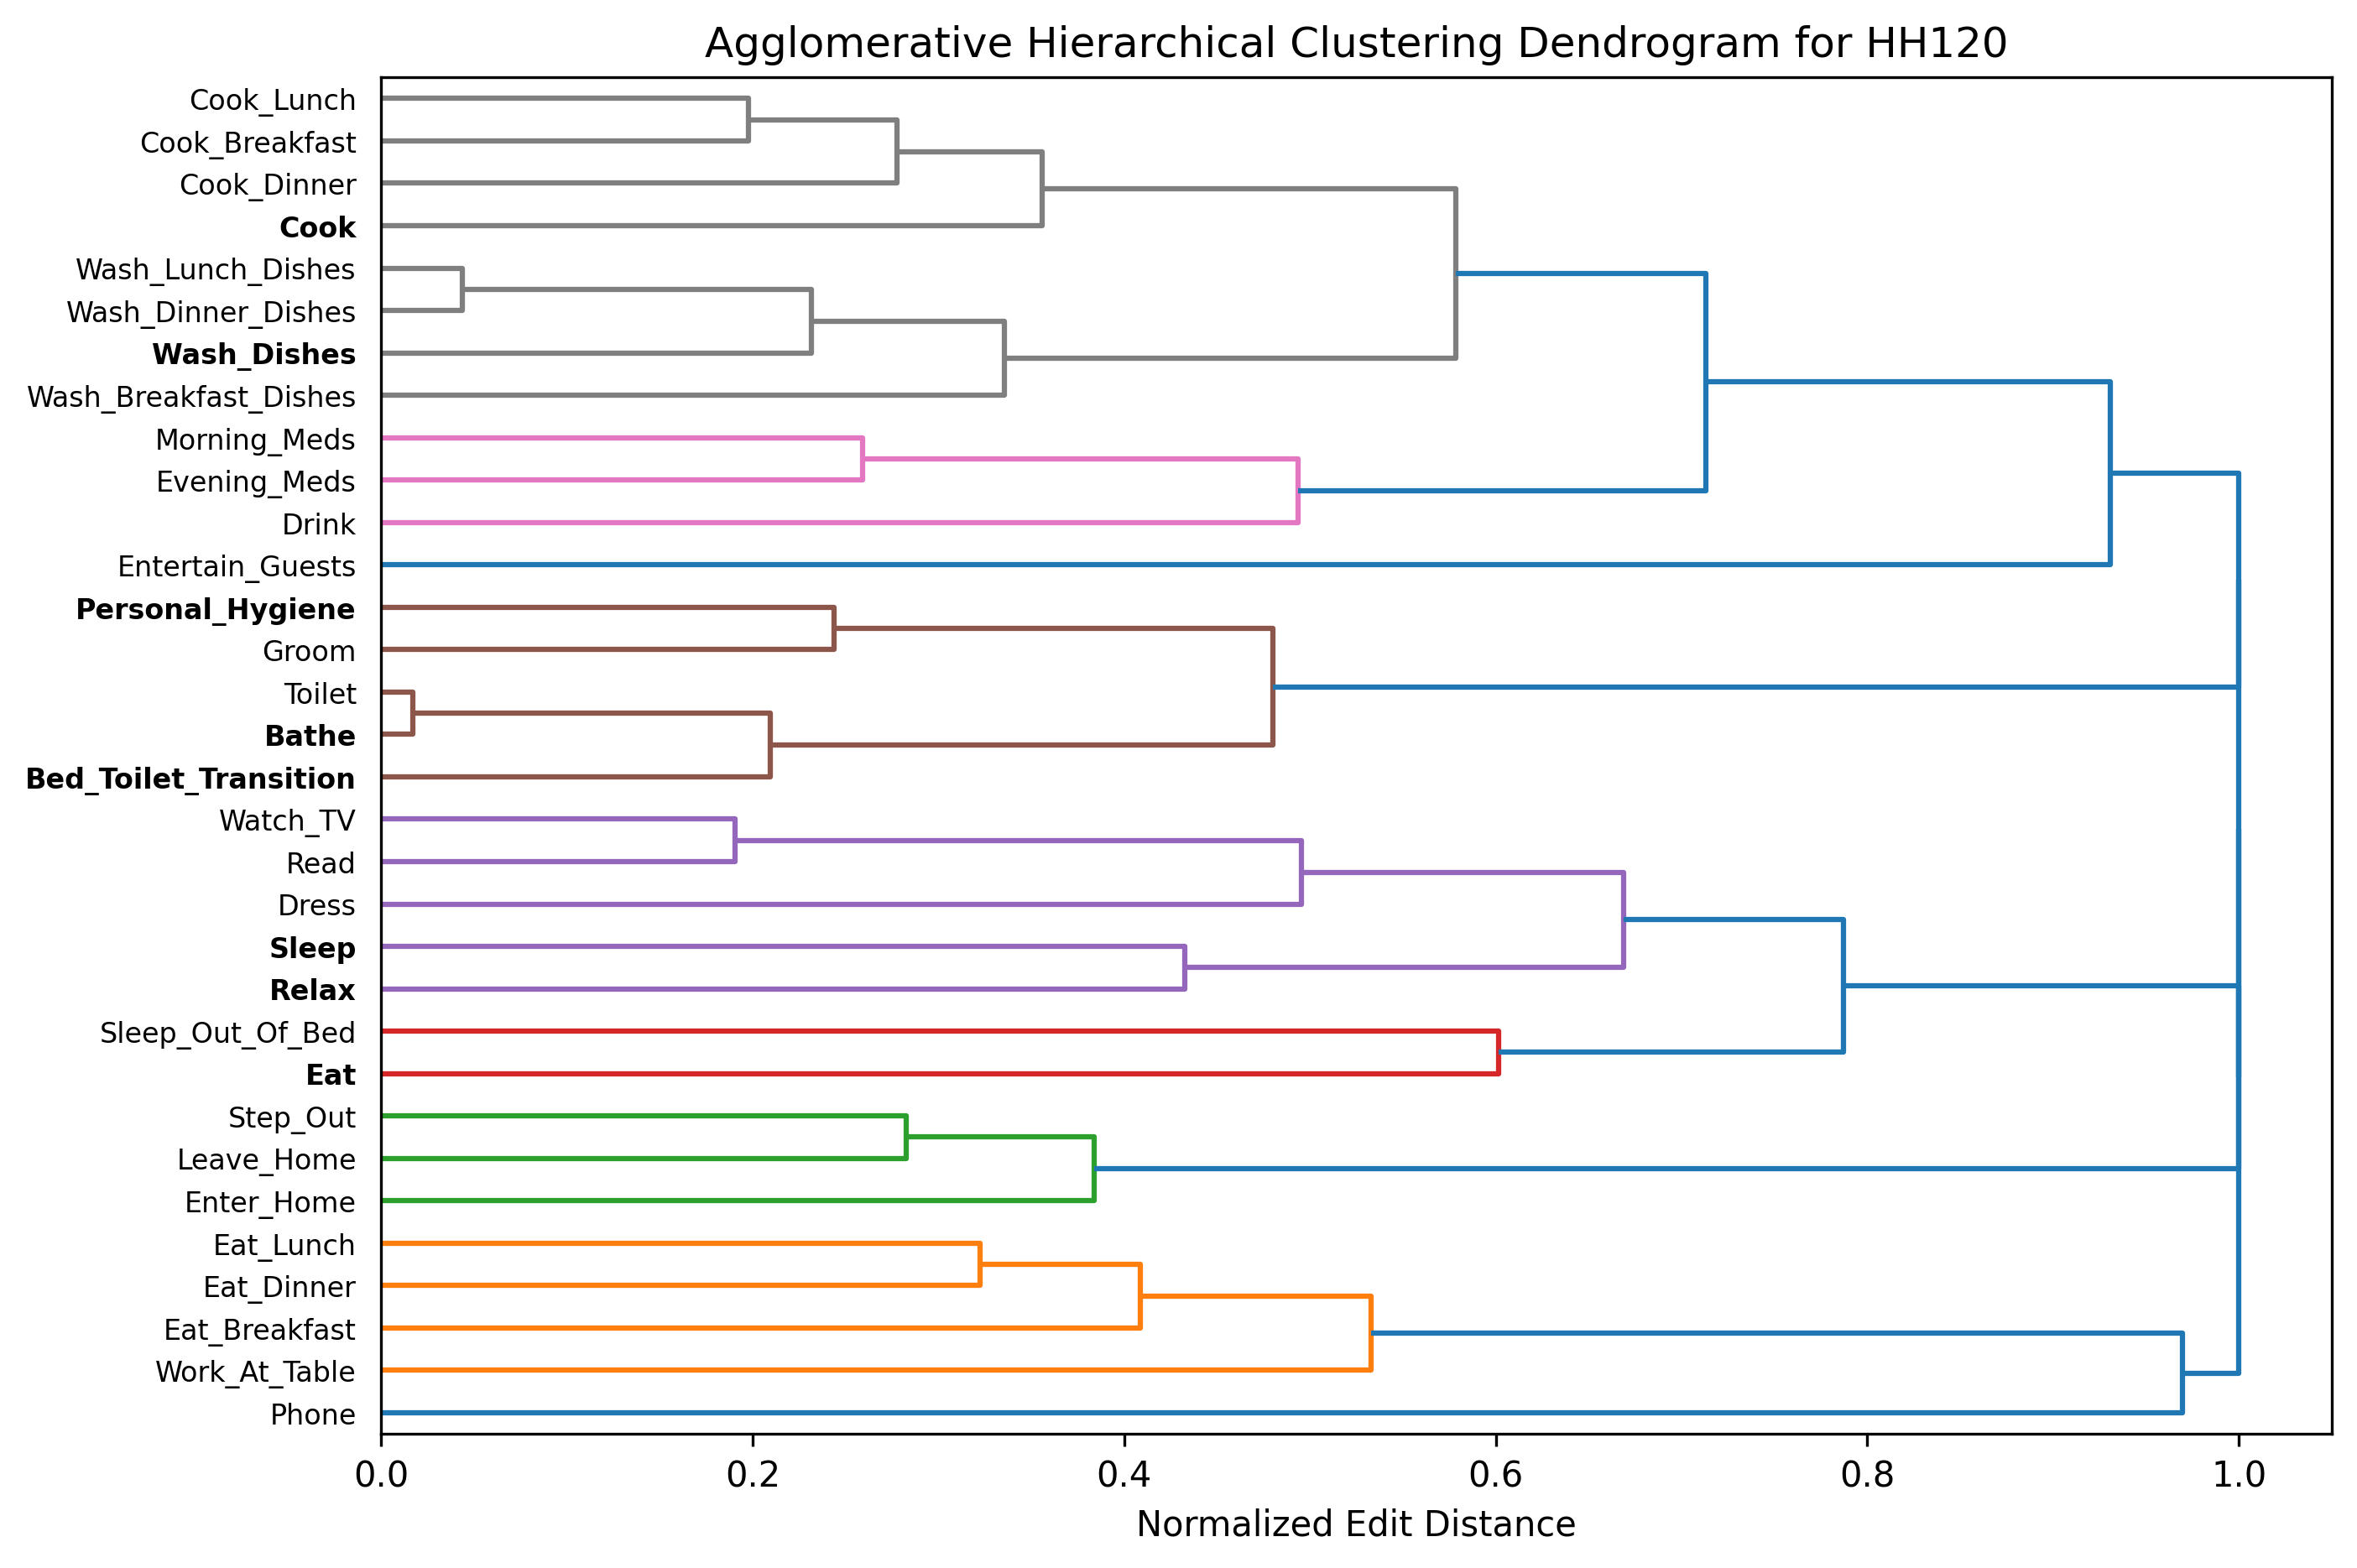 Agglomerative Hierarchical Clustering Dendrogram for HH120
Cook_Lunch
Cook_Breakfast
Cook_Dinner
Cook
Wash_Lunch_Dishes
Wash_Dinner_Dishes
Wash_Dishes
Wash_Breakfast_Dishes
Morning_Meds
Evening_Meds
Drink
Entertain_Guests
Personal_Hygiene
Groom
Toilet
Bathe
Bed_Toilet_Transition
Watch_TV
Read
Dress
Sleep
Relax
Sleep_Out_Of_Bed
Eat
Step_Out
Leave_Home
Enter_Home
Eat_Lunch
Eat_Dinner
Eat_Breakfast
Work_At_Table
Phone
0.0 0.2 0.4 0.6 0.8 1.0
Normalized Edit Distance